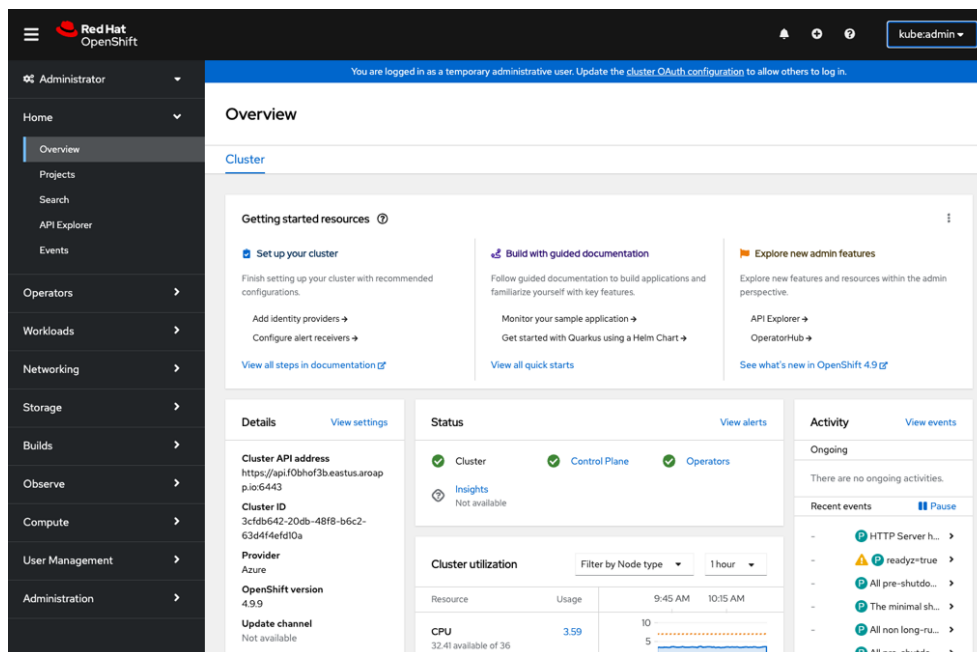 Red Hat
OpenShift
kube:admin
Administrator
You are logged in as a temporary administrative user. Update the cluster OAuth configuration to allow others to log in.
Home
Overview
Projects
Search
API Explorer
Events
Operators
Workloads
Networking
Storage
Builds
Observe
Compute
User Management
Administration
Overview
Cluster
Getting started resources
Set up your cluster
Finish setting up your cluster with recommended
configurations.
Add identity providers →
Configure alert receivers →
View all steps in documentation
Build with guided documentation
Follow guided documentation to build applications and
familiarize yourself with key features.
Monitor your sample application →
Get started with Quarkus using a Helm Chart →
View all quick starts
Explore new admin features
Explore new features and resources within the admin
perspective.
API Explorer →
OperatorHub →
See what's new in OpenShift 4.9
Details View settings
Cluster API address
https://api.f0bhof3b.eastus.aroap
p.io:6443
Cluster ID
3cfdb642-20db-48f8-b6c2-
63d4f4efd10a
Provider
Azure
OpenShift version
4.9.9
Update channel
Not available
Status View alerts
Cluster Control Plane Operators
Insights
Not available
Cluster utilization Filter by Node type 1 hour
Resource Usage 9:45 AM 10:15 AM
CPU 3.59
32.41 available of 36
10
5
Activity View events
Ongoing
There are no ongoing activities.
Recent events Pause
- P HTTP Server h...
- P readyz=true
- P All pre-shutdo...
- P The minimal sh...
- P All non long-ru...